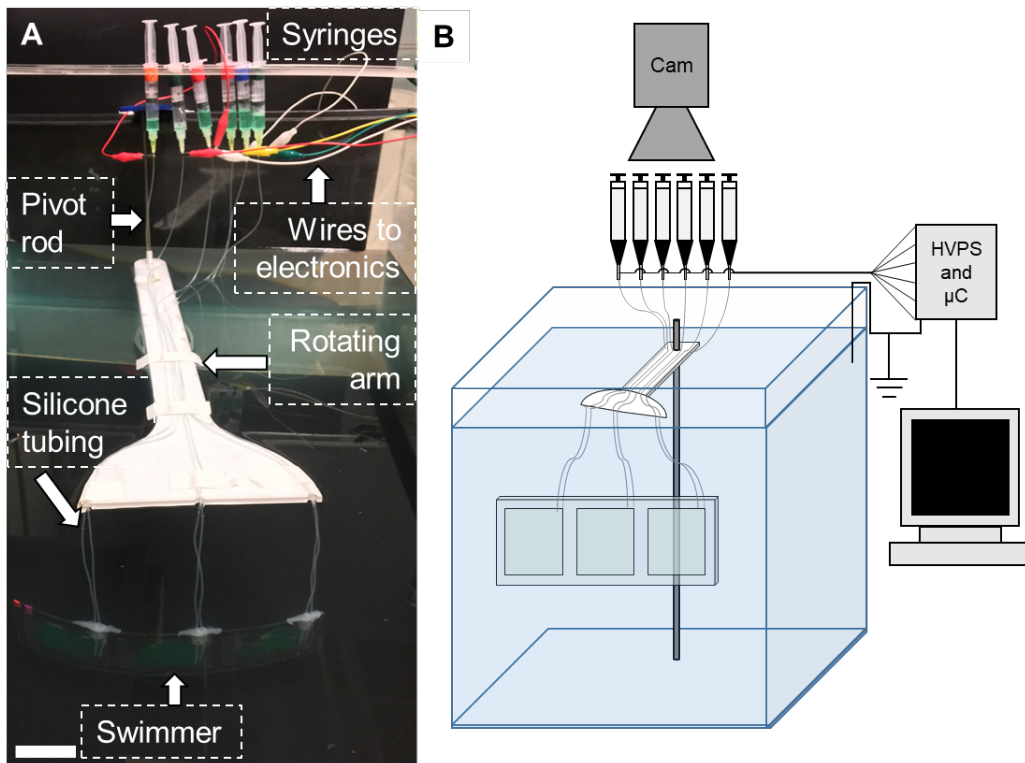 A
Syringes
Pivot
rod
Wires to
electronics
Rotating
arm
Silicone
tubing
Swimmer
B
Cam
HVPS
and
µC